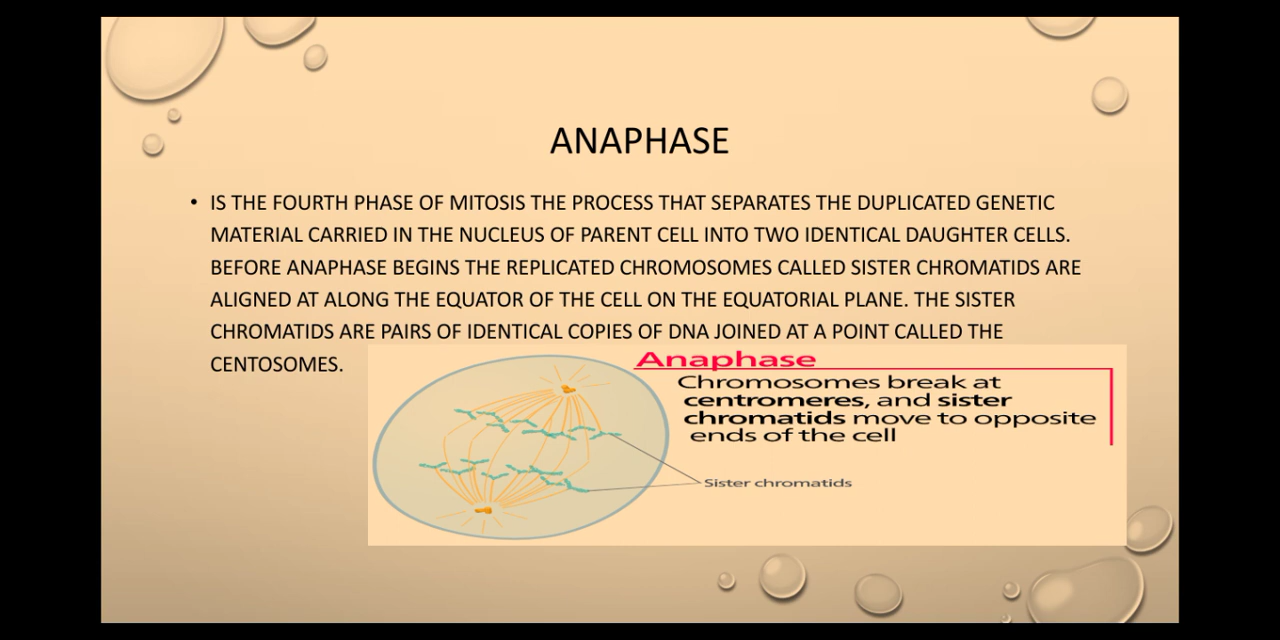 ANAPHASE
• IS THE FOURTH PHASE OF MITOSIS THE PROCESS THAT SEPARATES THE DUPLICATED GENETIC
MATERIAL CARRIED IN THE NUCLEUS OF PARENT CELL INTO TWO IDENTICAL DAUGHTER CELLS.
BEFORE ANAPHASE BEGINS THE REPLICATED CHROMOSOMES CALLED SISTER CHROMATIDS ARE
ALIGNED AT ALONG THE EQUATOR OF THE CELL ON THE EQUATORIAL PLANE. THE SISTER
CHROMATIDS ARE PAIRS OF IDENTICAL COPIES OF DNA JOINED AT A POINT CALLED THE
CENTOSOMES.
Anaphase
Chromosomes break at
centromeres, and sister
chromatids move to opposite
ends of the cell
Sister chromatids